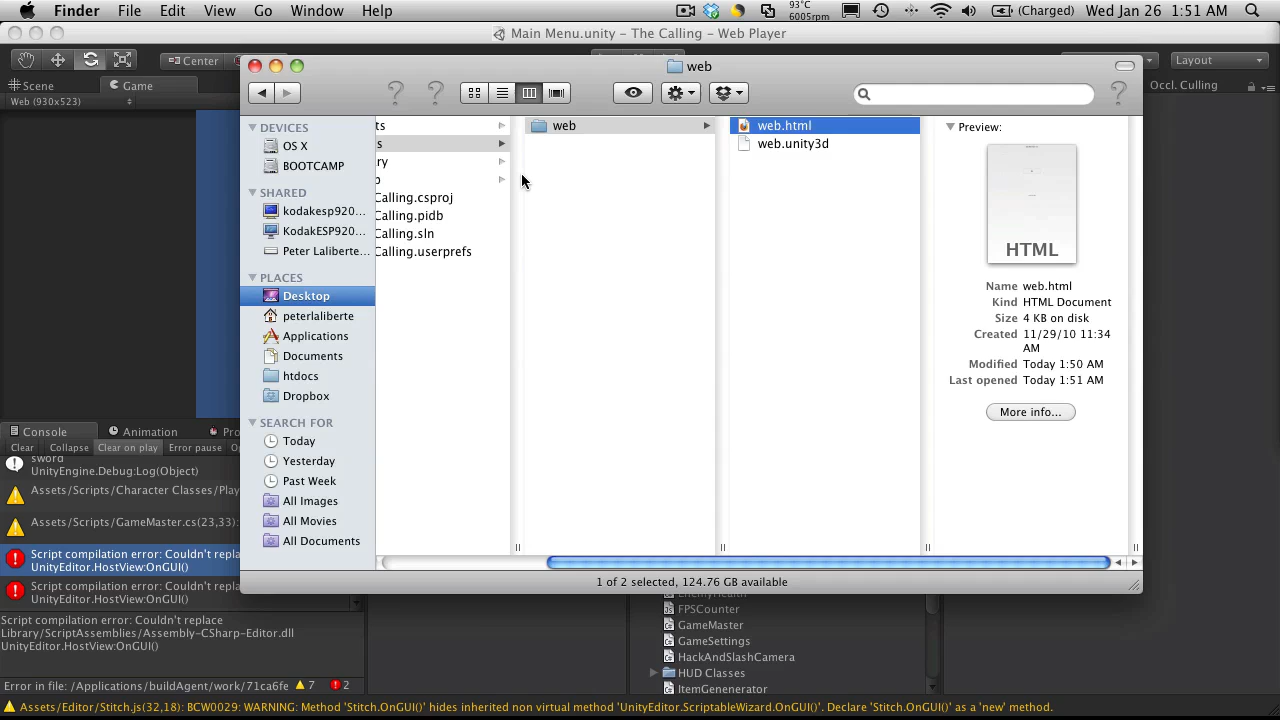 Finder File Edit View Go Window Help 93°C 6005rpm (Charged) Wed Jan 26 1:51 AM
Main Menu.unity – The Calling – Web Player
Center Layout
Scene Game Occl. Culling
Web (930x523)
web
DEVICES
OS X
BOOTCAMP
SHARED
kodakesp920...
KodakESP920...
Peter Laliberte...
PLACES
Desktop
peterlaliberte
Applications
Documents
htdocs
Dropbox
SEARCH FOR
Today
Yesterday
Past Week
All Images
All Movies
All Documents
ts
s
ry
p
Calling.csproj
Calling.pidb
Calling.sln
Calling.userprefs
web
web.html
web.unity3d
Preview:
HTML
Name web.html
Kind HTML Document
Size 4 KB on disk
Created 11/29/10 11:34 AM
Modified Today 1:50 AM
Last opened Today 1:51 AM
More info...
1 of 2 selected, 124.76 GB available
Console Animation Pro
Clear Collapse Clear on play Error pause Op
sword
UnityEngine.Debug:Log(Object)
Assets/Scripts/Character Classes/Play
Assets/Scripts/GameMaster.cs(23,33):
Script compilation error: Couldn't repla
UnityEditor.HostView:OnGUI()
Script compilation error: Couldn't repla
UnityEditor.HostView:OnGUI()
Script compilation error: Couldn't replace
Library/ScriptAssemblies/Assembly-CSharp-Editor.dll
UnityEditor.HostView:OnGUI()
Error in file: /Applications/buildAgent/work/71ca6fe 7 2
EnemyHealth
FPSCounter
GameMaster
GameSettings
HackAndSlashCamera
HUD Classes
ItemGenenerator
Assets/Editor/Stitch.js(32,18): BCW0029: WARNING: Method 'Stitch.OnGUI()' hides inherited non virtual method 'UnityEditor.ScriptableWizard.OnGUI()'. Declare 'Stitch.OnGUI()' as a 'new' method.